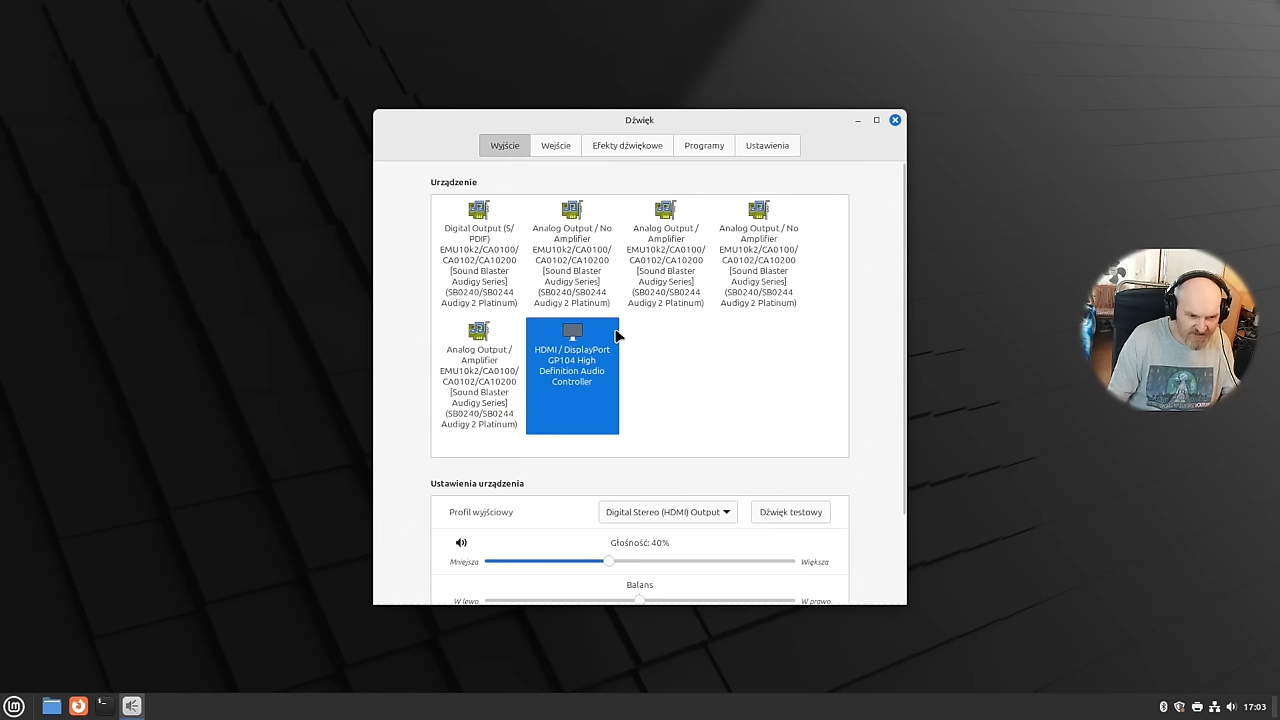 Dźwięk
Wyjście
Wejście
Efekty dźwiękowe
Programy
Ustawienia
Urządzenie
Digital Output (S/
PDIF)
EMU10k2/CA0100/
CA0102/CA10200
[Sound Blaster
Audigy Series]
(SB0240/SB0244
Audigy 2 Platinum)
Analog Output / No
Amplifier
EMU10k2/CA0100/
CA0102/CA10200
[Sound Blaster
Audigy Series]
(SB0240/SB0244
Audigy 2 Platinum)
Analog Output /
Amplifier
EMU10k2/CA0100/
CA0102/CA10200
[Sound Blaster
Audigy Series]
(SB0240/SB0244
Audigy 2 Platinum)
Analog Output / No
Amplifier
EMU10k2/CA0100/
CA0102/CA10200
[Sound Blaster
Audigy Series]
(SB0240/SB0244
Audigy 2 Platinum)
Analog Output /
Amplifier
EMU10k2/CA0100/
CA0102/CA10200
[Sound Blaster
Audigy Series]
(SB0240/SB0244
Audigy 2 Platinum)
HDMI / DisplayPort
GP104 High
Definition Audio
Controller
Ustawienia urządzenia
Profil wyjściowy
Digital Stereo (HDMI) Output
Dźwięk testowy
Głośność: 40%
Mniejsza
Większa
Balans
W lewo
W prawo
17:03